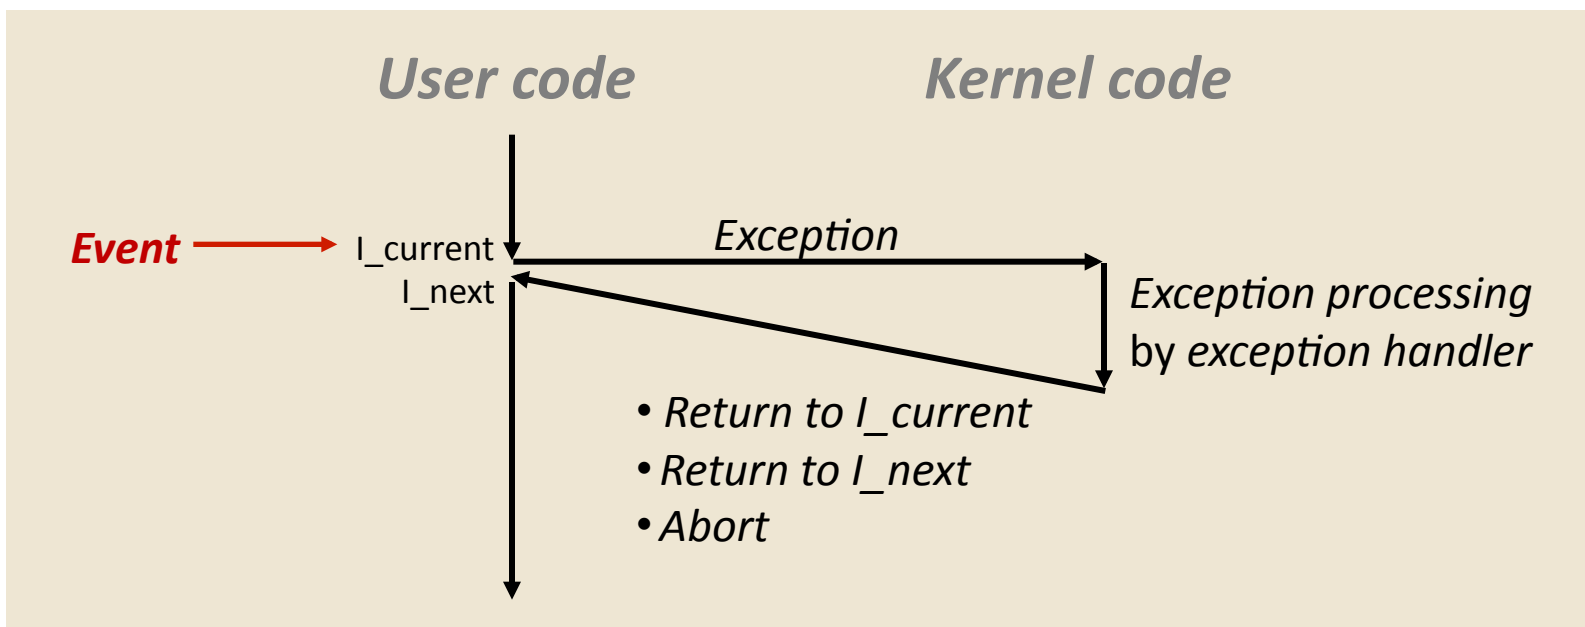 User code
Kernel code
Event
I_current
Exception
I_next
Exception processing
by exception handler
• Return to I_current
• Return to I_next
• Abort